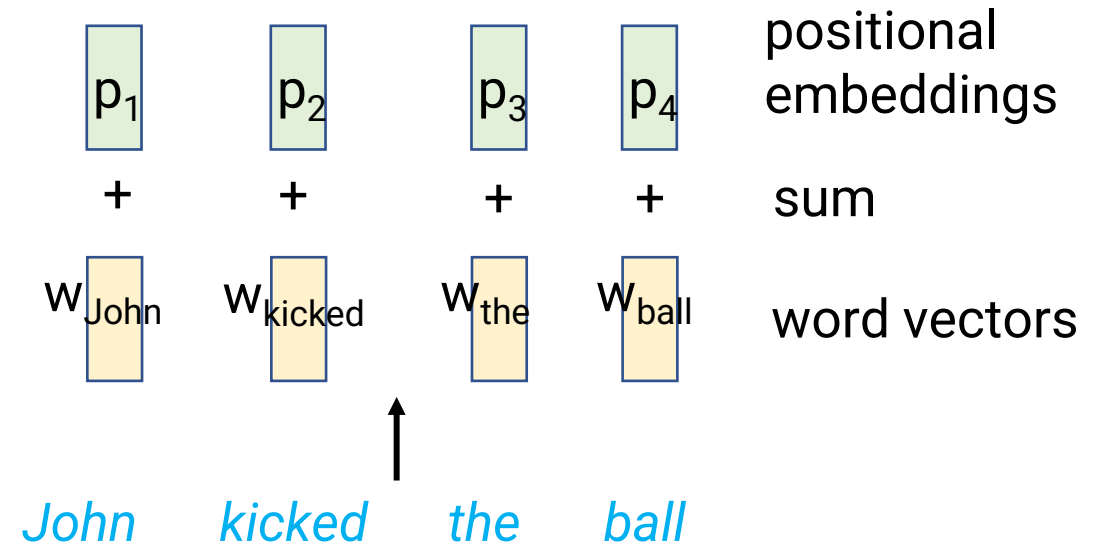 p1 p2 p3 p4 positional embeddings
+ + + + sum
wJohn wkicked wthe wball word vectors
John kicked the ball